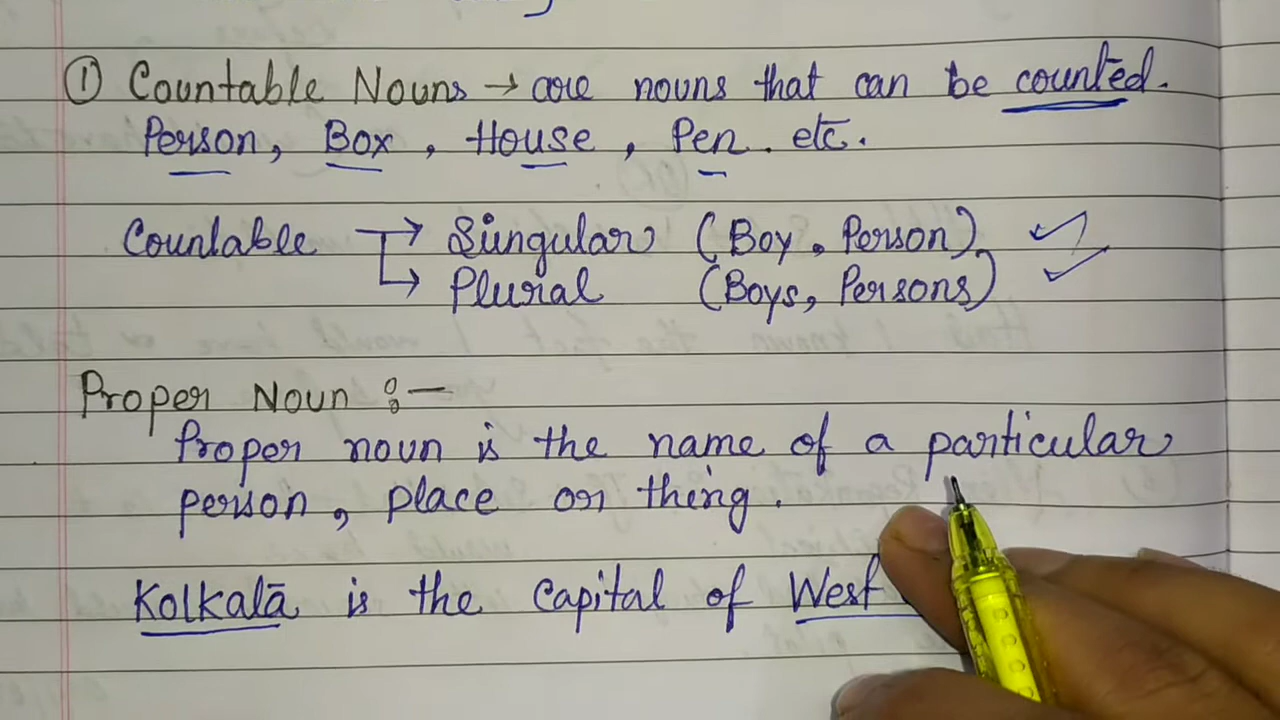 ① Countable Nouns → are nouns that can be counted.
Person, Box, House, Pen. etc.
Countable → Singular (Boy, Person) ✓
→ Plural (Boys, Persons) ✓
Proper Noun :—
Proper noun is the name of a particular
person, place or thing.
Kolkata is the capital of West